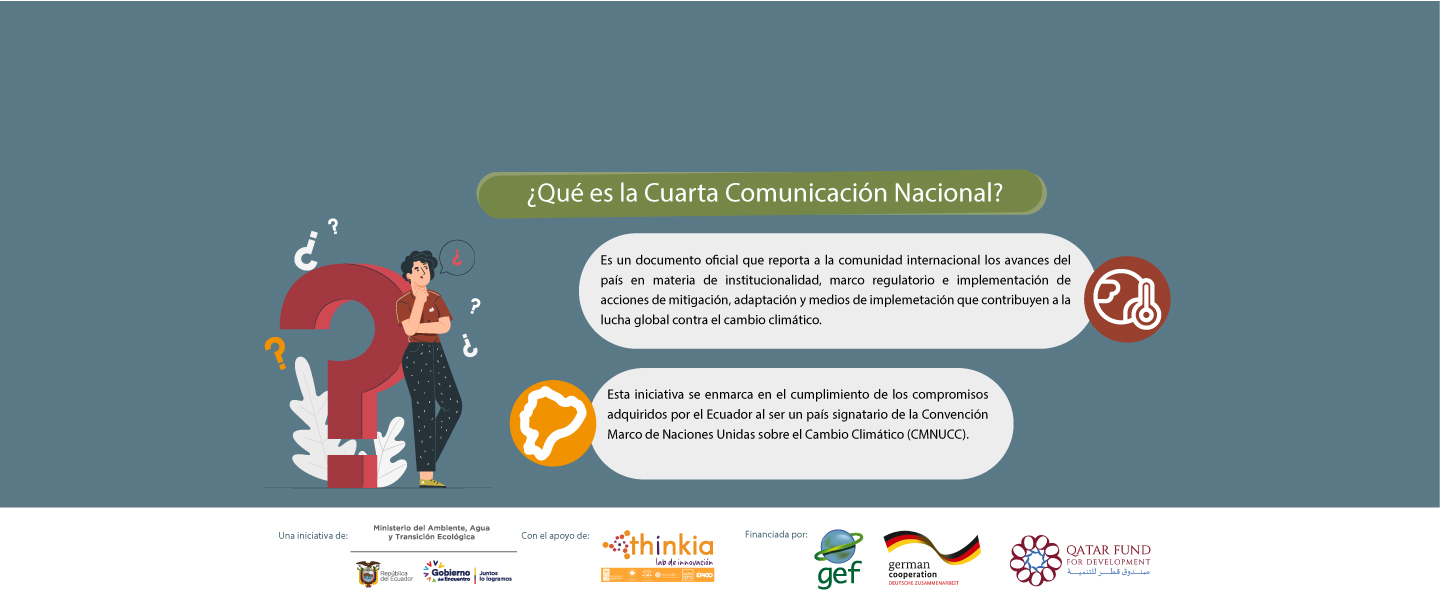 ¿Qué es la Cuarta Comunicación Nacional?
Es un documento oficial que reporta a la comunidad internacional los avances del
país en materia de institucionalidad, marco regulatorio e implementación de
acciones de mitigación, adaptación y medios de implemetación que contribuyen a la
lucha global contra el cambio climático.
Esta iniciativa se enmarca en el cumplimiento de los compromisos
adquiridos por el Ecuador al ser un país signatario de la Convención
Marco de Naciones Unidas sobre el Cambio Climático (CMNUCC).
Una iniciativa de:
Ministerio del Ambiente, Agua
y Transición Ecológica
República
del Ecuador
Gobierno
del Encuentro
Juntos
lo logramos
Con el apoyo de:
thinkia
lab de innovación
Financiada por:
gef
german
cooperation
DEUTSCHE ZUSAMMENARBEIT
QATAR FUND
FOR DEVELOPMENT
صندوق قطر للتنمية